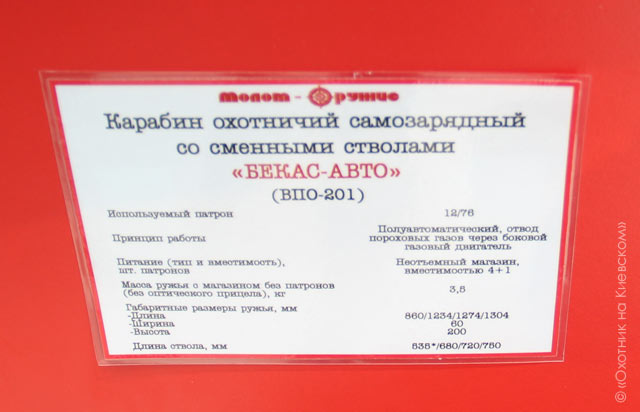 Молот - Оружие
Карабин охотничий самозарядный
со сменными стволами
«БЕКАС-АВТО»
(ВПО-201)
Используемый патрон 12/76
Принцип работы Полуавтоматический, отвод
пороховых газов через боковой
газовый двигатель
Питание (тип и вместимость),
шт. патронов
Неотъемный магазин,
вместимостью 4+1
Масса ружья с магазином без патронов
(без оптического прицела), кг
3,5
Габаритные размеры ружья, мм
-Длина 860/1234/1274/1304
-Ширина 60
-Высота 200
Длина ствола, мм 535*/680/720/750
© «Охотник на Киевском»